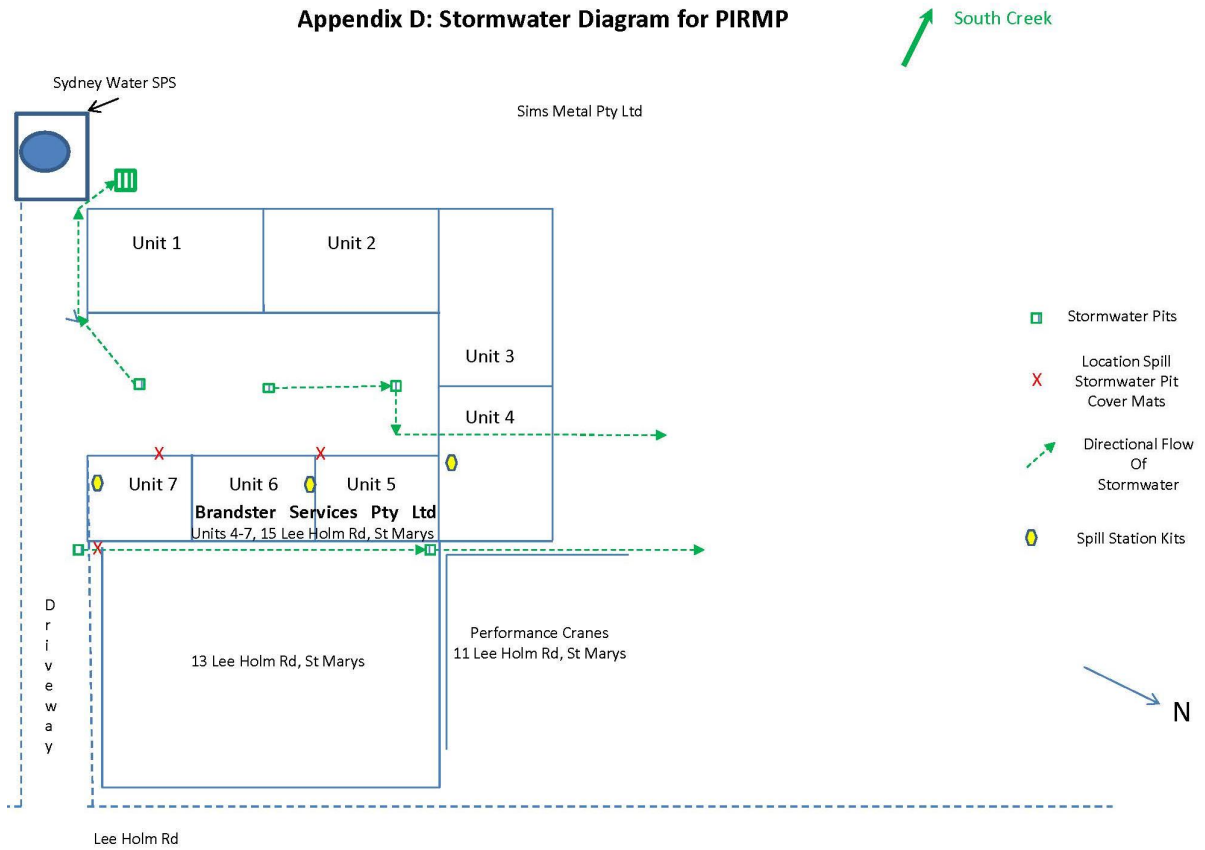 Appendix D: Stormwater Diagram for PIRMP
South Creek
Sydney Water SPS
Sims Metal Pty Ltd
Unit 1
Unit 2
Unit 3
Unit 4
Unit 7
Unit 6
Unit 5
Brandster Services Pty Ltd
Units 4-7, 15 Lee Holm Rd, St Marys
Stormwater Pits
X
Location Spill
Stormwater Pit
Cover Mats
Directional Flow
Of
Stormwater
Spill Station Kits
X
X
X
D
r
i
v
e
w
a
y
13 Lee Holm Rd, St Marys
Performance Cranes
11 Lee Holm Rd, St Marys
N
Lee Holm Rd